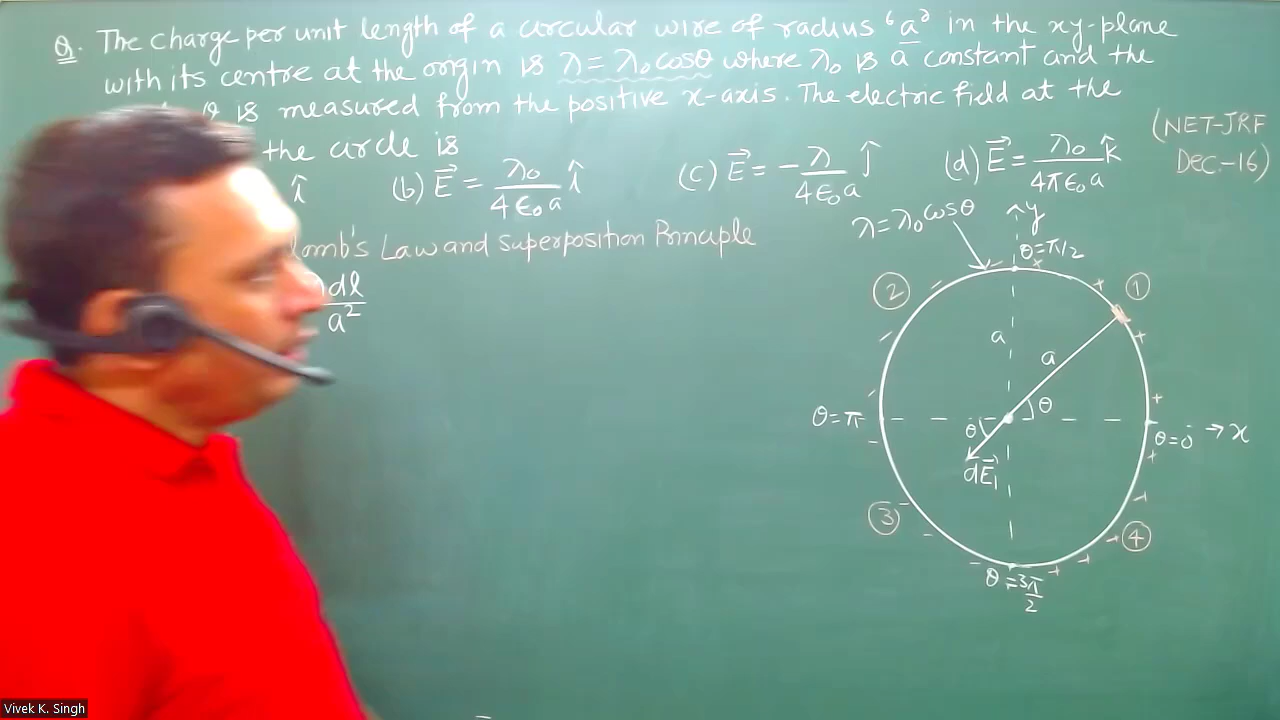 Q. The charge per unit length of a circular wire of radius 'a' in the xy-plane
with its centre at the origin is λ = λ₀cosθ where λ₀ is a constant and the
θ is measured from the positive x-axis. The electric field at the
the circle is
(NET-JRF
Dec.-16)
î (b) E⃗ = λ₀/4ε₀a î (c) E⃗ = -λ/4ε₀a ĵ (d) E⃗ = λ₀/4πε₀a k̂
lomb's Law and Superposition Principle
dl/a²
λ = λ₀cosθ
y
θ=π/2
②
①
a
a
θ=π
θ
θ
θ=0 → x
dE⃗₁
③
④
θ=3π/2
Vivek K. Singh